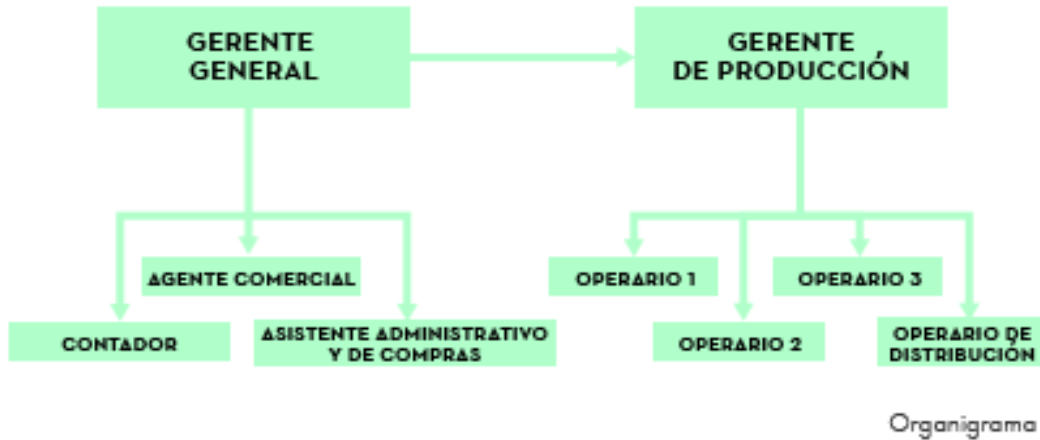 GERENTE
GENERAL
GERENTE
DE PRODUCCIÓN
AGENTE COMERCIAL
OPERARIO 1
OPERARIO 3
CONTADOR
ASISTENTE ADMINISTRATIVO
Y DE COMPRAS
OPERARIO 2
OPERARIO DE
DISTRIBUCIÓN
Organigrama